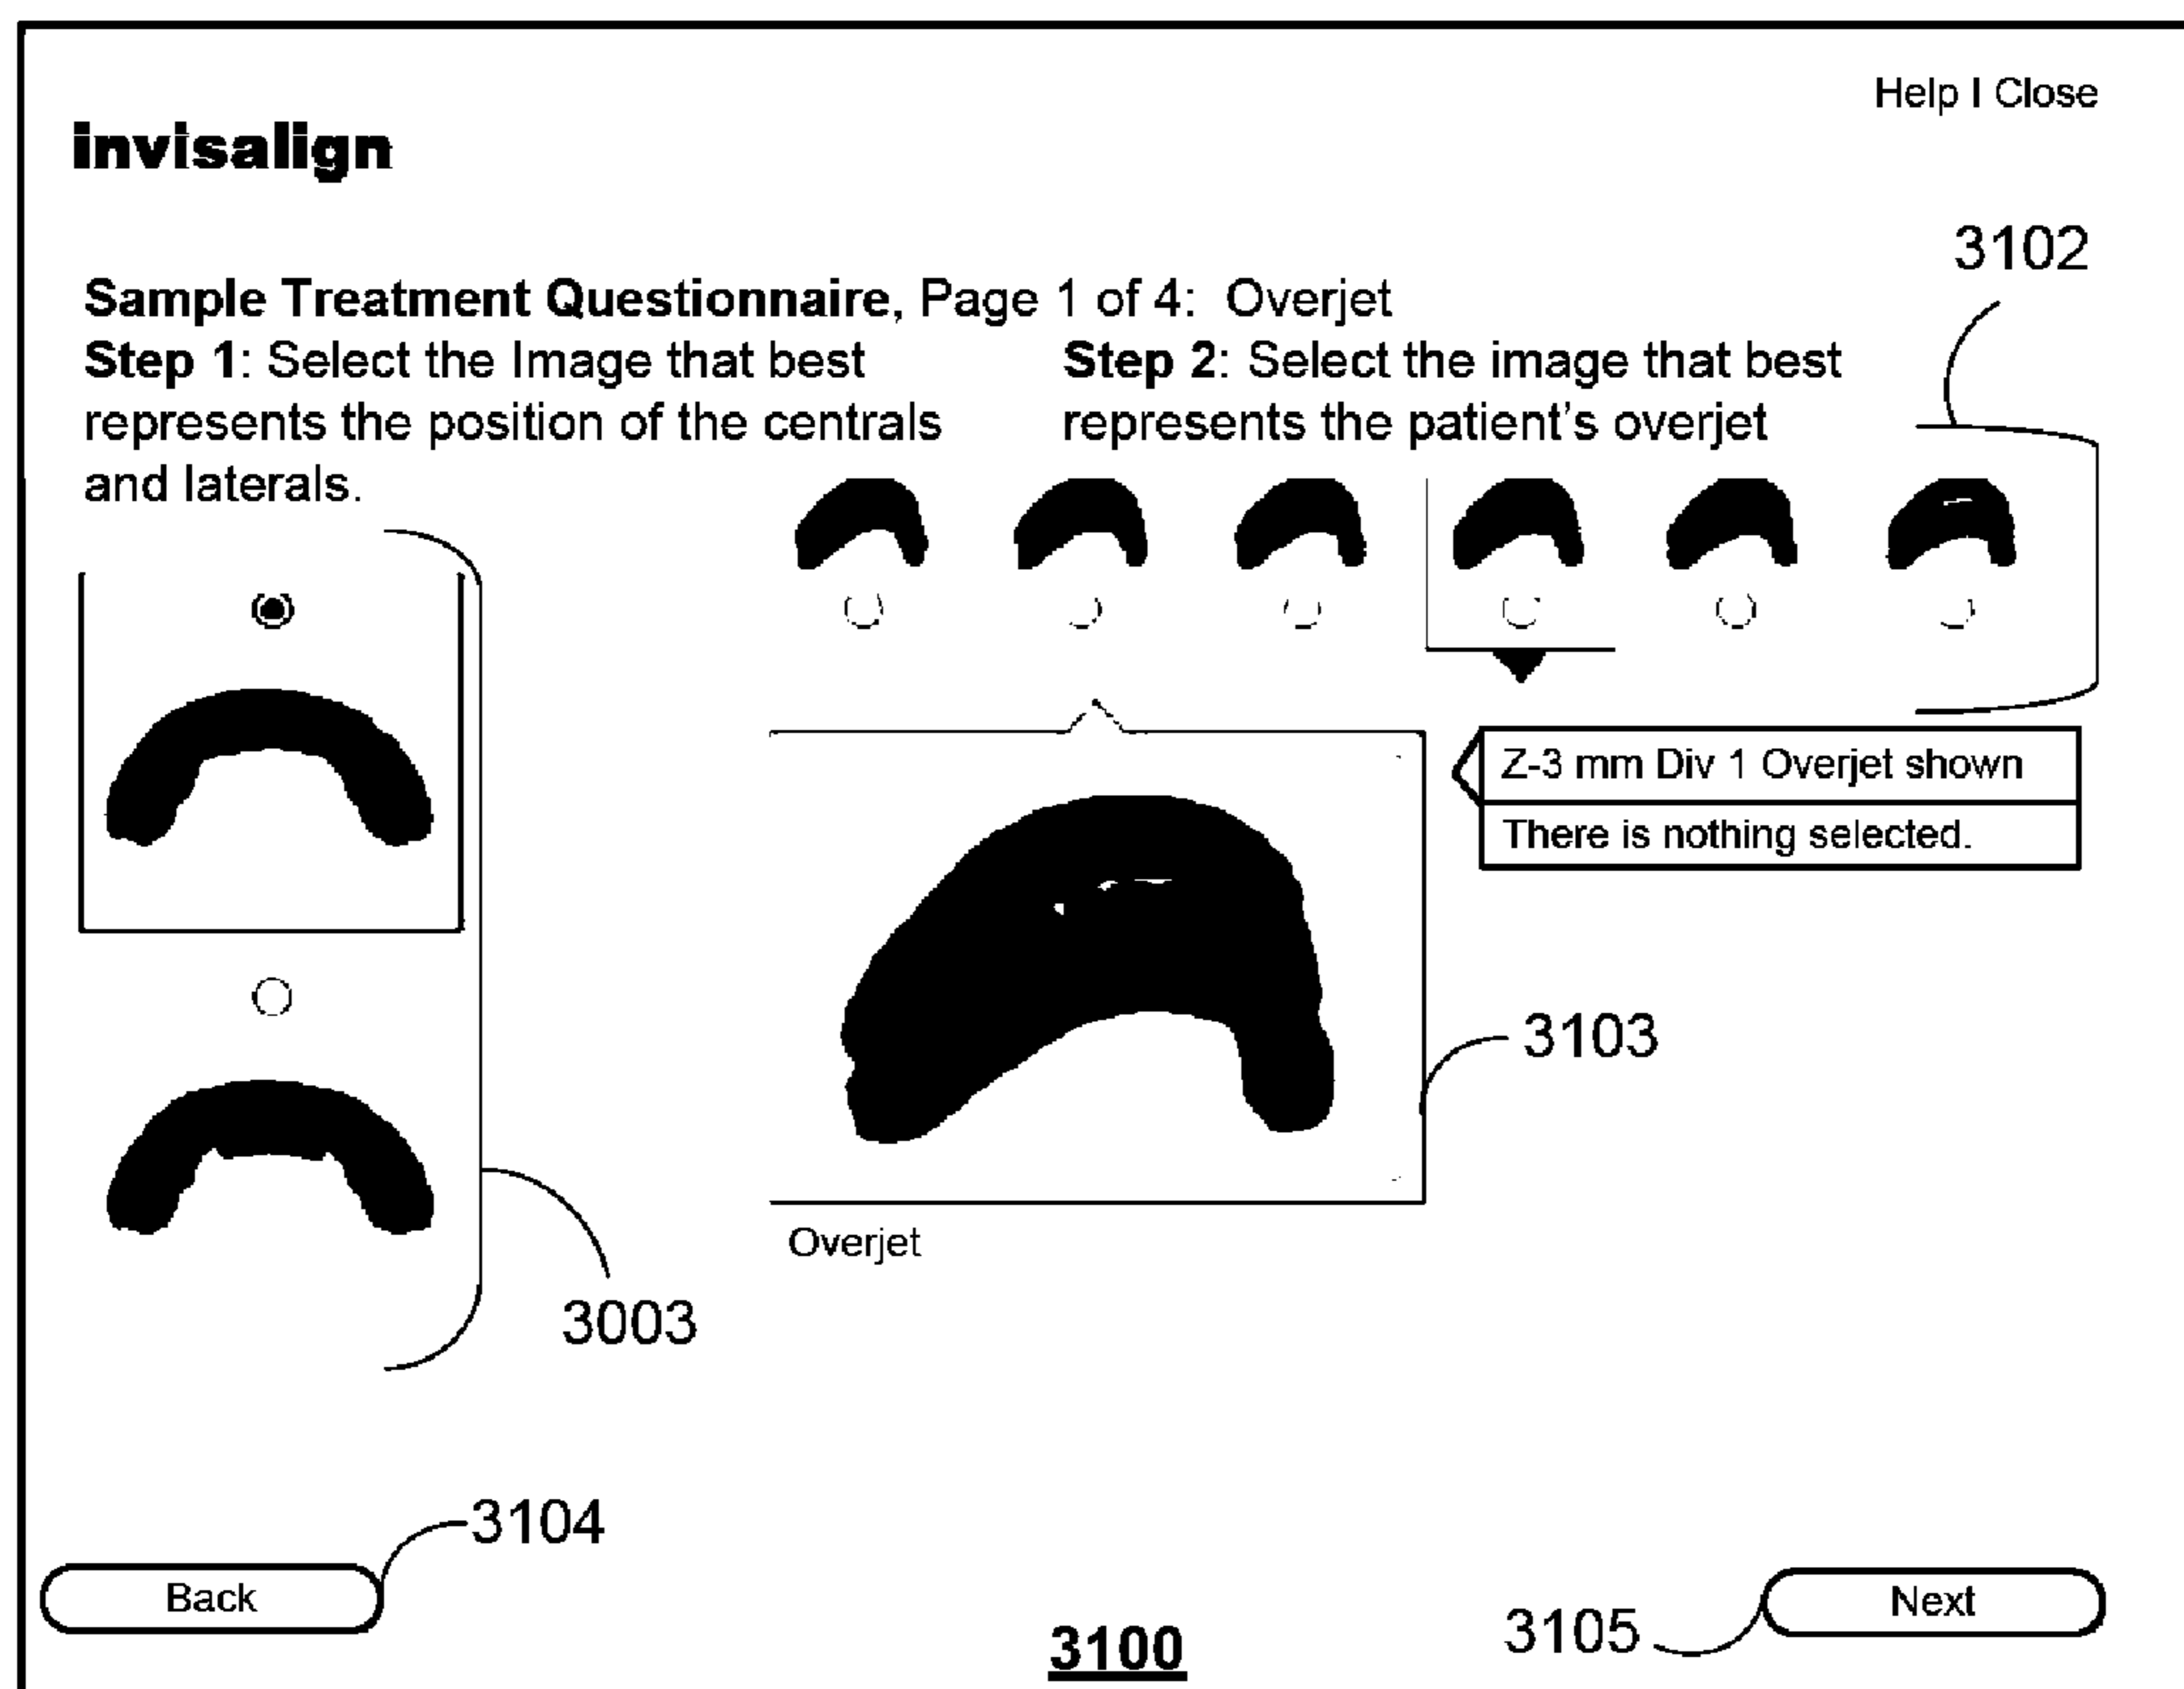 Help I Close
invisalign
3102
Sample Treatment Questionnaire, Page 1 of 4: Overjet
Step 1: Select the Image that best
represents the position of the centrals
and laterals.
Step 2: Select the image that best
represents the patient's overjet
Z-3 mm Div 1 Overjet shown
There is nothing selected.
3103
Overjet
3003
3104
Back
Next
3105
3100